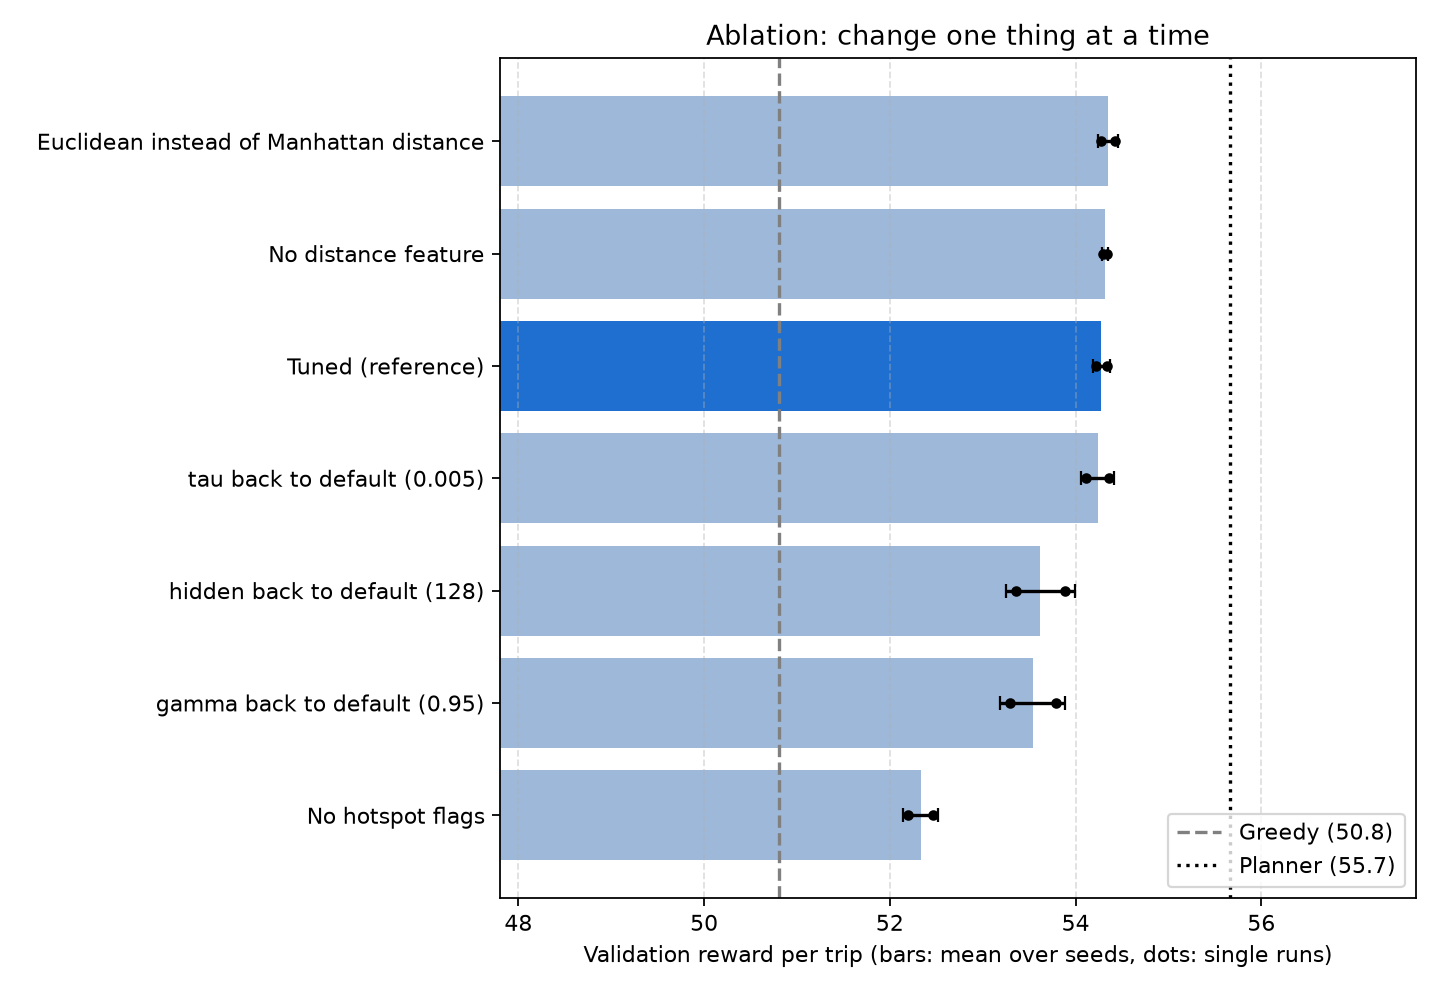 Ablation: change one thing at a time
Euclidean instead of Manhattan distance
No distance feature
Tuned (reference)
tau back to default (0.005)
hidden back to default (128)
gamma back to default (0.95)
No hotspot flags
Greedy (50.8)
Planner (55.7)
48 50 52 54 56
Validation reward per trip (bars: mean over seeds, dots: single runs)